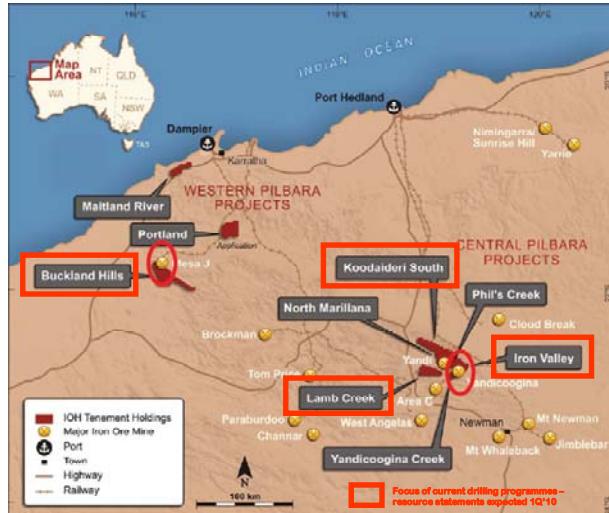 116°E
118°E
120°E
INDIAN OCEAN
Map
Area
NT
QLD
WA
SA
NSW
TAS
Port Hedland
Dampier
Karratha
Nimingarra/
Sunrise Hill
Yarrie
WESTERN PILBARA
PROJECTS
Maitland River
Portland
Application
CENTRAL PILBARA
PROJECTS
Buckland Hills
Mesa J
Koodaideri South
Phil's Creek
North Marillana
Cloud Break
Brockman
Yandi
Iron Valley
Tom Price
Yandicoogina
Lamb Creek
Area C
Paraburdoo
West Angelas
Newman
Mt Newman
Channar
Mt Whaleback
Jimblebar
Yandicoogina Creek
IOH Tenement Holdings
Major Iron Ore Mine
Port
Town
Highway
Railway
N
100 km
Focus of current drilling programmes –
resource statements expected 1Q'10